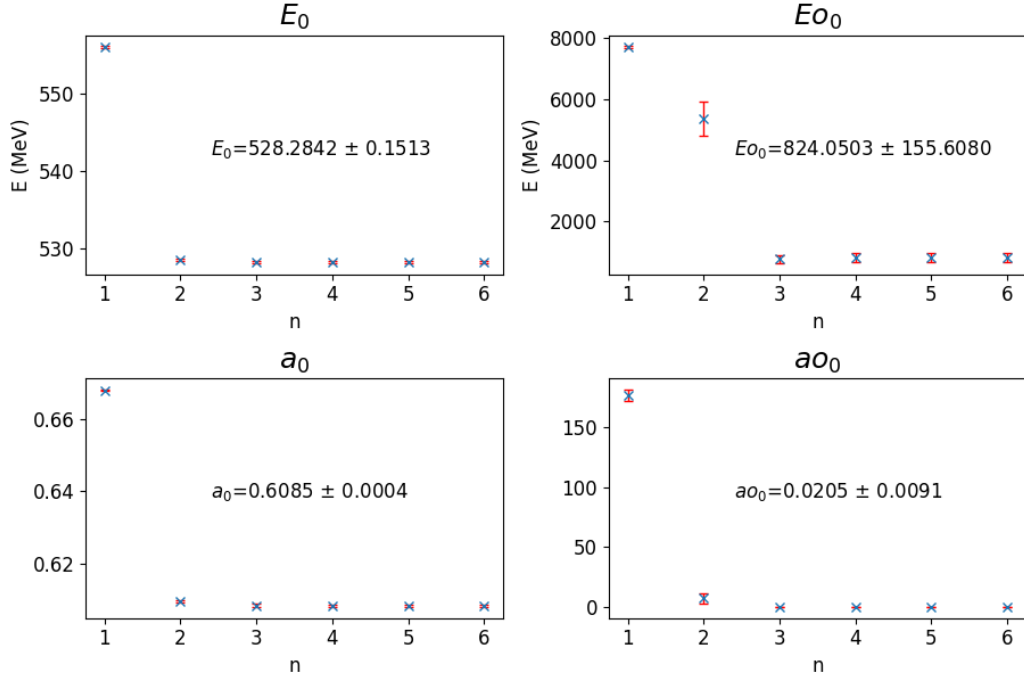 E₀
Eo₀
E (MeV)
550
540
530
E₀=528.2842 ± 0.1513
1 2 3 4 5 6
n
E (MeV)
8000
6000
4000
2000
Eo₀=824.0503 ± 155.6080
1 2 3 4 5 6
n
a₀
ao₀
0.66
0.64
0.62
a₀=0.6085 ± 0.0004
1 2 3 4 5 6
n
150
100
50
0
ao₀=0.0205 ± 0.0091
1 2 3 4 5 6
n